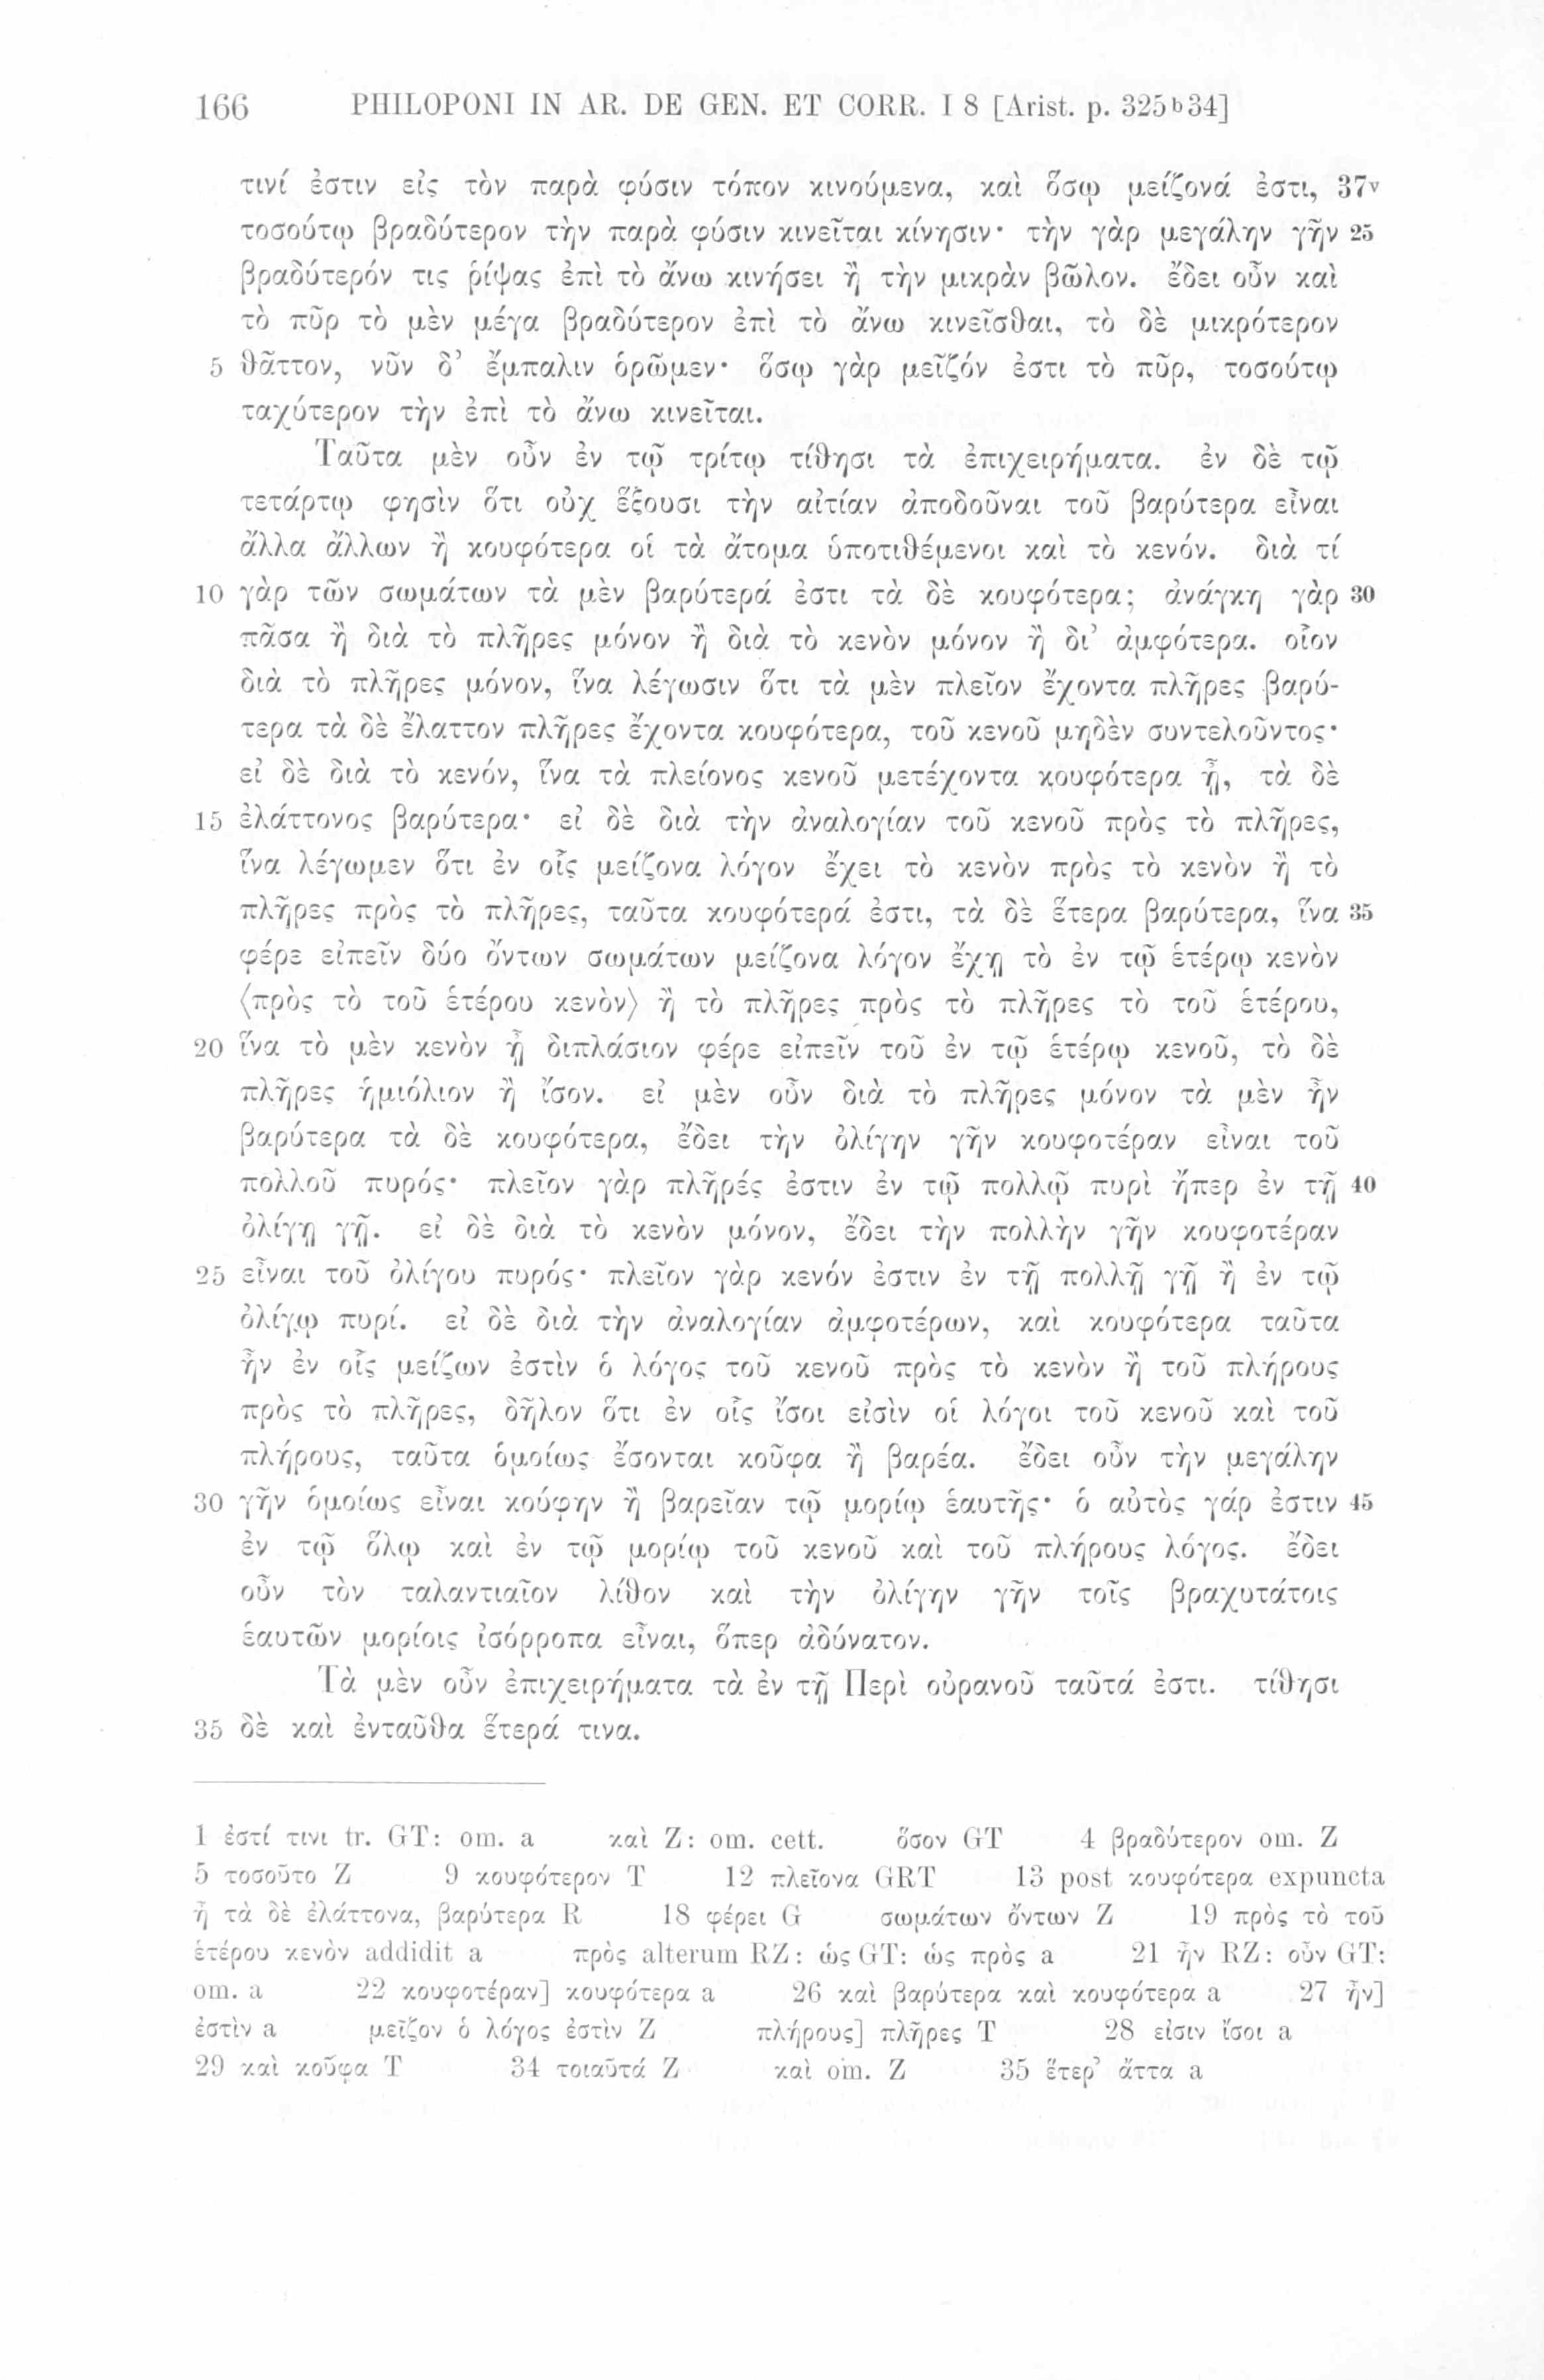 166 PHILOPONI IN AR. DE GEN. ET CORR. I 8 [Arist. p. 325b34]
τινί ἐστιν εἰς τὸν παρὰ φύσιν τόπον κινούμενα, καὶ ὅσῳ μείζονά ἐστι, 37v
τοσούτῳ βραδύτερον τὴν παρὰ φύσιν κινεῖται κίνησιν· τὴν γὰρ μεγάλην γῆν 25
βραδύτερόν τις ῥίψας ἐπὶ τὸ ἄνω κινήσει ἢ τὴν μικρὰν βῶλον. ἔδει οὖν καὶ
τὸ πῦρ τὸ μὲν μέγα βραδύτερον ἐπὶ τὸ ἄνω κινεῖσθαι, τὸ δὲ μικρότερον
5 θᾶττον, νῦν δ’ ἔμπαλιν ὁρῶμεν· ὅσῳ γὰρ μεῖζόν ἐστι τὸ πῦρ, τοσούτῳ
ταχύτερον τὴν ἐπὶ τὸ ἄνω κινεῖται.
Ταῦτα μὲν οὖν ἐν τῷ τρίτῳ τίθησι τὰ ἐπιχειρήματα. ἐν δὲ τῷ
τετάρτῳ φησὶν ὅτι οὐχ ἕξουσι τὴν αἰτίαν ἀποδοῦναι τοῦ βαρύτερα εἶναι
ἄλλα ἄλλων ἢ κουφότερα οἱ τὰ ἄτομα ὑποτιθέμενοι καὶ τὸ κενόν. διὰ τί
10 γὰρ τῶν σωμάτων τὰ μὲν βαρύτερά ἐστι τὰ δὲ κουφότερα; ἀνάγκη γὰρ 30
πᾶσα ἢ διὰ τὸ πλῆρες μόνον ἢ διὰ τὸ κενὸν μόνον ἢ δι’ ἀμφότερα. οἷον
διὰ τὸ πλῆρες μόνον, ἵνα λέγωσιν ὅτι τὰ μὲν πλεῖον ἔχοντα πλῆρες βαρύ-
τερα τὰ δὲ ἔλαττον πλῆρες ἔχοντα κουφότερα, τοῦ κενοῦ μηδὲν συντελοῦντος·
εἰ δὲ διὰ τὸ κενόν, ἵνα τὰ πλείονος κενοῦ μετέχοντα κουφότερα ᾖ, τὰ δὲ
15 ἐλάττονος βαρύτερα· εἰ δὲ διὰ τὴν ἀναλογίαν τοῦ κενοῦ πρὸς τὸ πλῆρες,
ἵνα λέγωμεν ὅτι ἐν οἷς μείζονα λόγον ἔχει τὸ κενὸν πρὸς τὸ κενὸν ἢ τὸ
πλῆρες πρὸς τὸ πλῆρες, ταῦτα κουφότερά ἐστι, τὰ δὲ ἕτερα βαρύτερα, ἵνα 35
φέρε εἰπεῖν δύο ὄντων σωμάτων μείζονα λόγον ἔχῃ τὸ ἐν τῷ ἑτέρῳ κενὸν
⟨πρὸς τὸ τοῦ ἑτέρου κενὸν⟩ ἢ τὸ πλῆρες πρὸς τὸ πλῆρες τὸ τοῦ ἑτέρου,
20 ἵνα τὸ μὲν κενὸν ᾖ διπλάσιον φέρε εἰπεῖν τοῦ ἐν τῷ ἑτέρῳ κενοῦ, τὸ δὲ
πλῆρες ἡμιόλιον ἢ ἴσον. εἰ μὲν οὖν διὰ τὸ πλῆρες μόνον τὰ μὲν ἦν
βαρύτερα τὰ δὲ κουφότερα, ἔδει τὴν ὀλίγην γῆν κουφοτέραν εἶναι τοῦ
πολλοῦ πυρός· πλεῖον γὰρ πλῆρές ἐστιν ἐν τῷ πολλῷ πυρὶ ἤπερ ἐν τῇ 40
ὀλίγῃ γῇ. εἰ δὲ διὰ τὸ κενὸν μόνον, ἔδει τὴν πολλὴν γῆν κουφοτέραν
25 εἶναι τοῦ ὀλίγου πυρός· πλεῖον γὰρ κενόν ἐστιν ἐν τῇ πολλῇ γῇ ἢ ἐν τῷ
ὀλίγῳ πυρί. εἰ δὲ διὰ τὴν ἀναλογίαν ἀμφοτέρων, καὶ κουφότερα ταῦτα
ἦν ἐν οἷς μείζων ἐστὶν ὁ λόγος τοῦ κενοῦ πρὸς τὸ κενὸν ἢ τοῦ πλήρους
πρὸς τὸ πλῆρες, δῆλον ὅτι ἐν οἷς ἴσοι εἰσὶν οἱ λόγοι τοῦ κενοῦ καὶ τοῦ
πλήρους, ταῦτα ὁμοίως ἔσονται κοῦφα ἢ βαρέα. ἔδει οὖν τὴν μεγάλην
30 γῆν ὁμοίως εἶναι κούφην ἢ βαρεῖαν τῷ μορίῳ ἑαυτῆς· ὁ αὐτὸς γάρ ἐστιν 45
ἐν τῷ ὅλῳ καὶ ἐν τῷ μορίῳ τοῦ κενοῦ καὶ τοῦ πλήρους λόγος. ἔδει
οὖν τὸν ταλαντιαῖον λίθον καὶ τὴν ὀλίγην γῆν τοῖς βραχυτάτοις
ἑαυτῶν μορίοις ἰσόρροπα εἶναι, ὅπερ ἀδύνατον.
Τὰ μὲν οὖν ἐπιχειρήματα τὰ ἐν τῇ Περὶ οὐρανοῦ ταῦτά ἐστι. τίθησι
35 δὲ καὶ ἐνταῦθα ἕτερά τινα.
1 ἐστί τινι tr. GT: om. a καὶ Z: om. cett. ὅσον GT 4 βραδύτερον om. Z
5 τοσοῦτο Z 9 κουφότερον T 12 πλείονα GRT 13 post κουφότερα expuncta
ᾖ τὰ δὲ ἐλάττονα, βαρύτερα R 18 φέρει G σωμάτων ὄντων Z 19 πρὸς τὸ τοῦ
ἑτέρου κενὸν addidit a πρὸς alterum RZ: ὡς GT: ὡς πρὸς a 21 ἦν RZ: οὖν GT:
om. a 22 κουφοτέραν] κουφότερα a 26 καὶ βαρύτερα καὶ κουφότερα a 27 ἦν]
ἐστὶν a μεῖζον ὁ λόγος ἐστὶν Z πλήρους] πλῆρες T 28 εἰσιν ἴσοι a
29 καὶ κοῦφα T 34 τοιαῦτά Z καὶ om. Z 35 ἕτερ’ ἄττα a